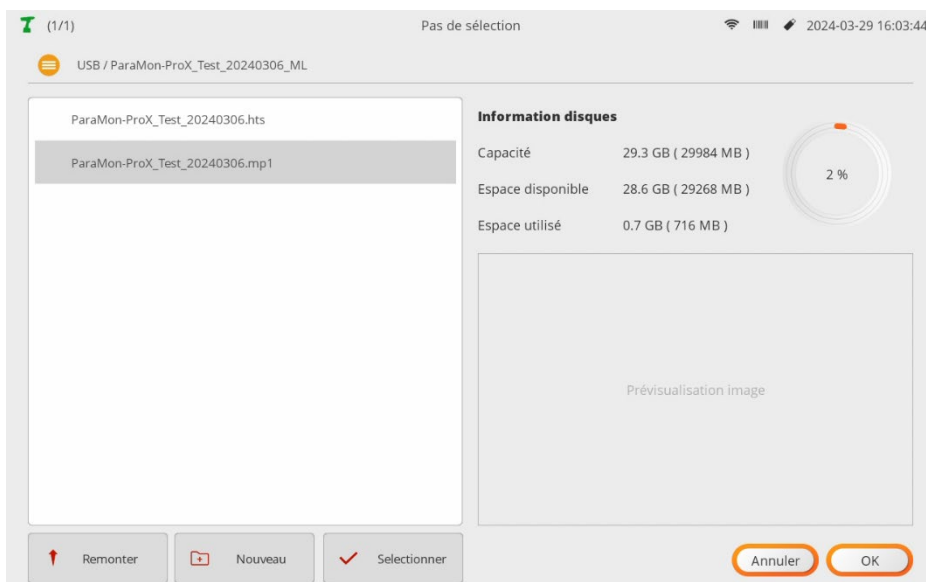 (1/1) Pas de sélection 2024-03-29 16:03:44
USB / ParaMon-ProX_Test_20240306_ML
ParaMon-ProX_Test_20240306.hts
ParaMon-ProX_Test_20240306.mp1
Information disques
Capacité 29.3 GB ( 29984 MB )
Espace disponible 28.6 GB ( 29268 MB )
Espace utilisé 0.7 GB ( 716 MB )
2 %
Prévisualisation image
Remonter Nouveau Selectionner Annuler OK